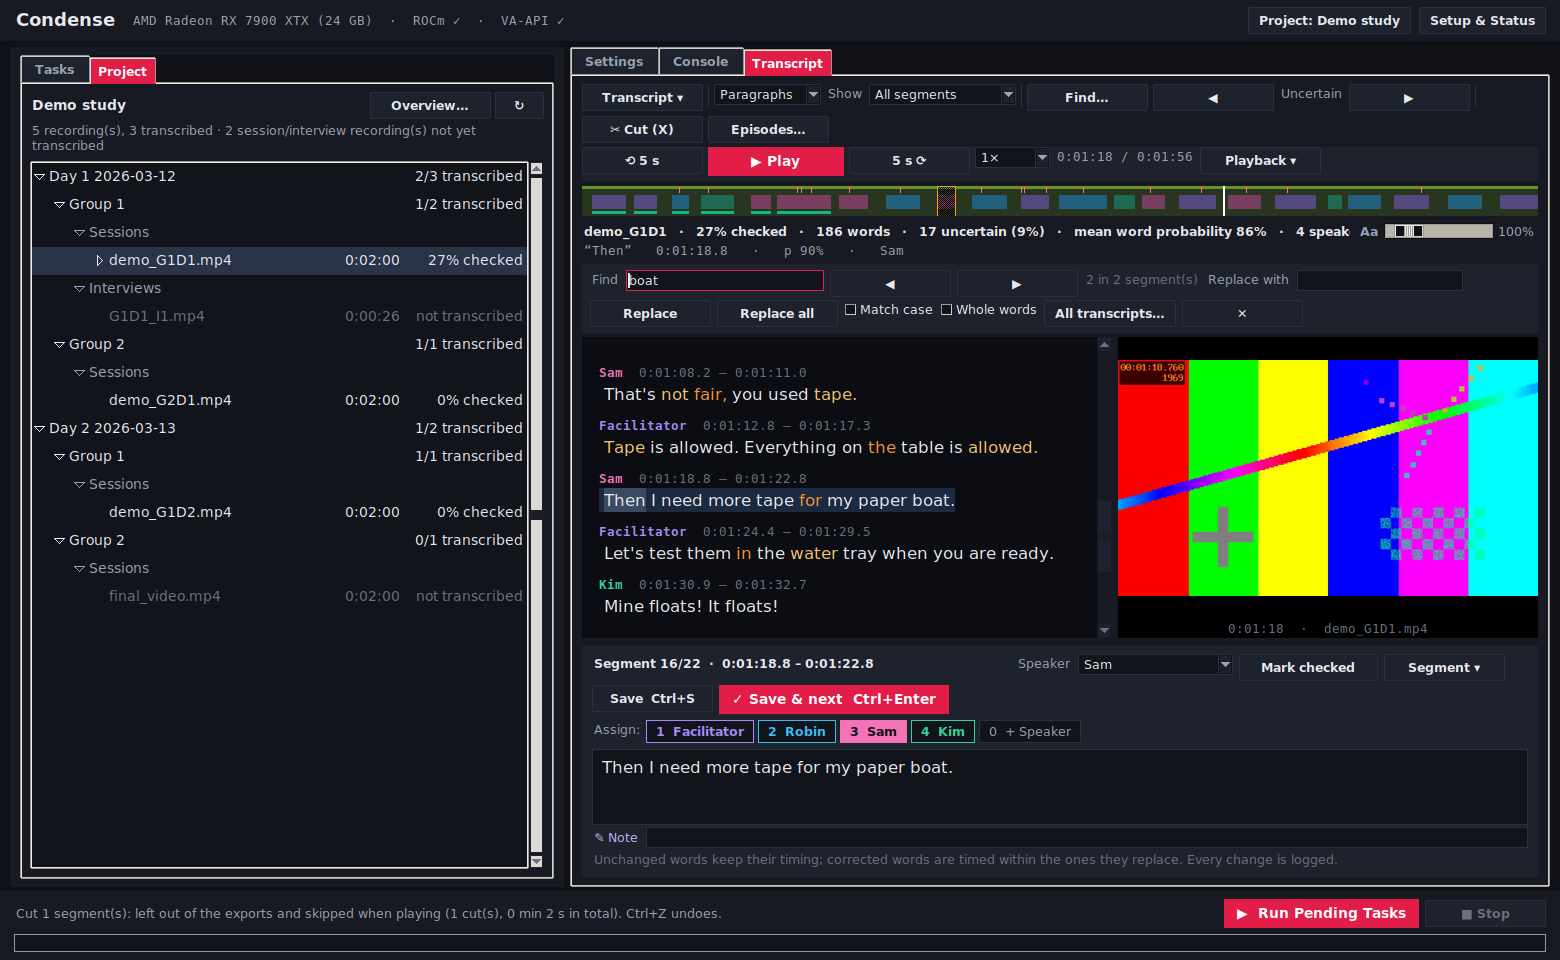 Condense AMD Radeon RX 7900 XTX (24 GB) · ROCm ✓ · VA-API ✓ Project: Demo study Setup & Status
Tasks Project
Demo study Overview… ↻
5 recording(s), 3 transcribed · 2 session/interview recording(s) not yet
transcribed
Day 1 2026-03-12 2/3 transcribed
Group 1 1/2 transcribed
Sessions
demo_G1D1.mp4 0:02:00 27% checked
Interviews
G1D1_I1.mp4 0:00:26 not transcribed
Group 2 1/1 transcribed
Sessions
demo_G2D1.mp4 0:02:00 0% checked
Day 2 2026-03-13 1/2 transcribed
Group 1 1/1 transcribed
Sessions
demo_G1D2.mp4 0:02:00 0% checked
Group 2 0/1 transcribed
Sessions
final_video.mp4 0:02:00 not transcribed
Settings Console Transcript
Transcript ▾ Paragraphs Show All segments Find… ◀ Uncertain ▶
✂ Cut (X) Episodes…
⟲ 5 s ▶ Play 5 s ⟳ 1× 0:01:18 / 0:01:56 Playback ▾
demo_G1D1 · 27% checked · 186 words · 17 uncertain (9%) · mean word probability 86% · 4 speak Aa 100%
“Then” 0:01:18.8 · p 90% · Sam
Find boat ◀ ▶ 2 in 2 segment(s) Replace with
Replace Replace all Match case Whole words All transcripts… ✕
Sam 0:01:08.2 – 0:01:11.0
That's not fair, you used tape.
Facilitator 0:01:12.8 – 0:01:17.3
Tape is allowed. Everything on the table is allowed.
Sam 0:01:18.8 – 0:01:22.8
Then I need more tape for my paper boat.
Facilitator 0:01:24.4 – 0:01:29.5
Let's test them in the water tray when you are ready.
Kim 0:01:30.9 – 0:01:32.7
Mine floats! It floats!
00:01:18.760
1969
0:01:18 · demo_G1D1.mp4
Segment 16/22 · 0:01:18.8 – 0:01:22.8 Speaker Sam Mark checked Segment ▾
Save Ctrl+S ✓ Save & next Ctrl+Enter
Assign: 1 Facilitator 2 Robin 3 Sam 4 Kim 0 + Speaker
Then I need more tape for my paper boat.
✎ Note
Unchanged words keep their timing; corrected words are timed within the ones they replace. Every change is logged.
Cut 1 segment(s): left out of the exports and skipped when playing (1 cut(s), 0 min 2 s in total). Ctrl+Z undoes. ▶ Run Pending Tasks ■ Stop